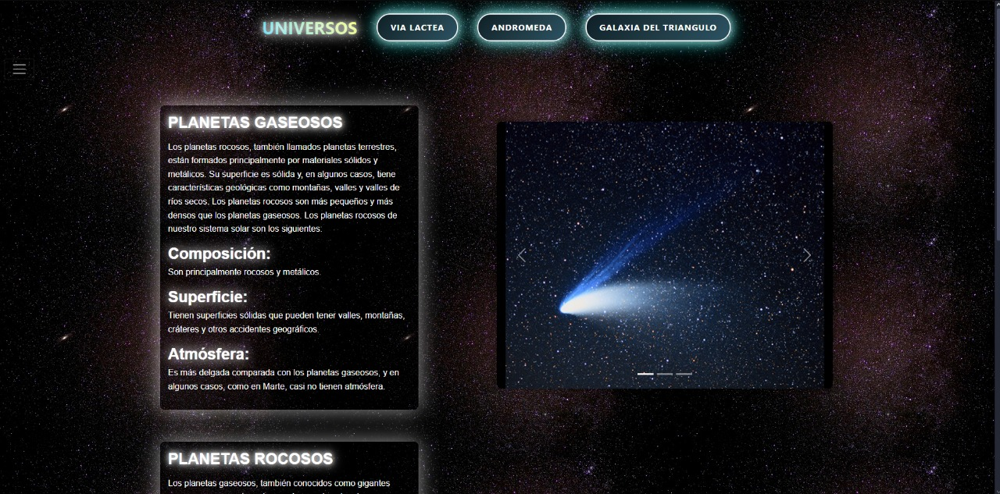 UNIVERSOS
VIA LACTEA
ANDROMEDA
GALAXIA DEL TRIANGULO
PLANETAS GASEOSOS
Los planetas rocosos, también llamados planetas terrestres,
están formados principalmente por materiales sólidos y
metálicos. Su superficie es sólida y, en algunos casos, tiene
características geológicas como montañas, valles y valles de
ríos secos. Los planetas rocosos son más pequeños y más
densos que los planetas gaseosos. Los planetas rocosos de
nuestro sistema solar son los siguientes:
Composición:
Son principalmente rocosos y metálicos.
Superficie:
Tienen superficies sólidas que pueden tener valles, montañas,
cráteres y otros accidentes geográficos.
Atmósfera:
Es más delgada comparada con los planetas gaseosos, y en
algunos casos, como en Marte, casi no tienen atmósfera.
PLANETAS ROCOSOS
Los planetas gaseosos, también conocidos como gigantes